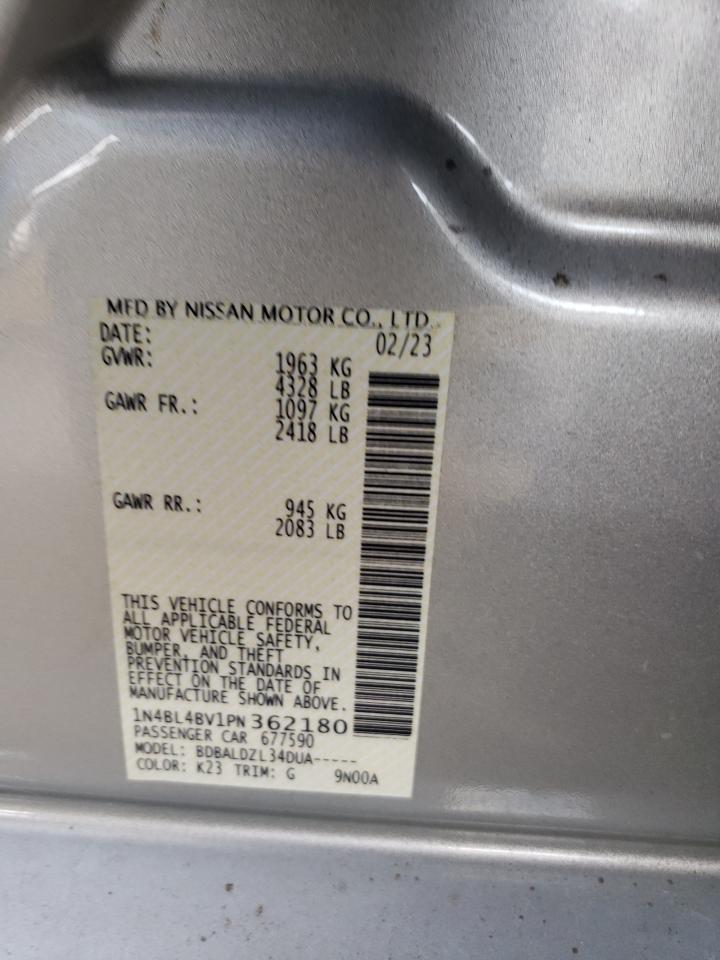 MFD BY NISSAN MOTOR CO., LTD.
DATE: 02/23
GVWR: 1963 KG
4328 LB
GAWR FR.: 1097 KG
2418 LB
GAWR RR.: 945 KG
2083 LB
THIS VEHICLE CONFORMS TO
ALL APPLICABLE FEDERAL
MOTOR VEHICLE SAFETY,
BUMPER, AND THEFT
PREVENTION STANDARDS IN
EFFECT ON THE DATE OF
MANUFACTURE SHOWN ABOVE.
1N4BL4BV1PN362180
PASSENGER CAR 677590
MODEL: BDBALDZL34DUA-----
COLOR: K23 TRIM: G 9N00A